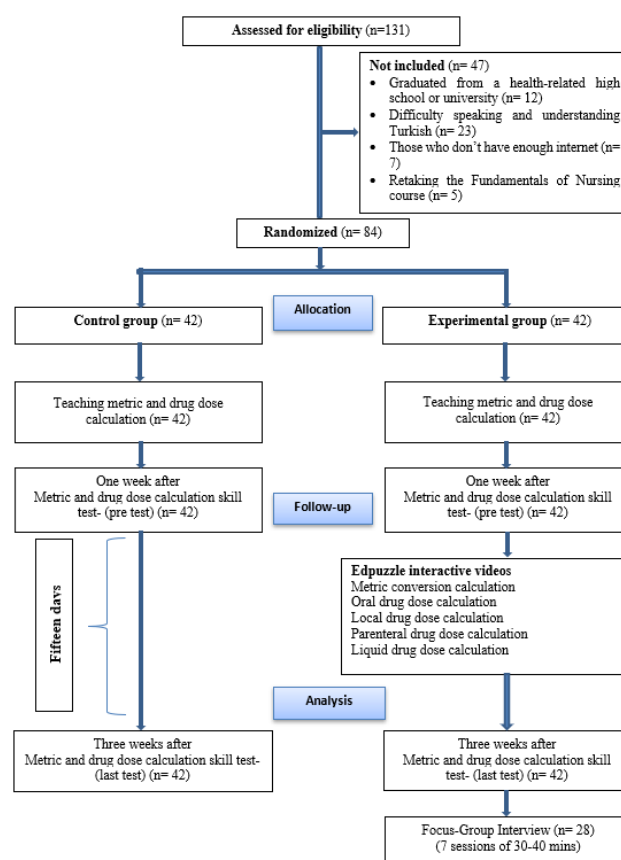 Assessed for eligibility (n=131)
Not included (n= 47)
• Graduated from a health-related high
school or university (n= 12)
• Difficulty speaking and understanding
Turkish (n= 23)
• Those who don't have enough internet (n=
7)
• Retaking the Fundamentals of Nursing
course (n= 5)
Randomized (n= 84)
Allocation
Control group (n= 42)
Experimental group (n= 42)
Teaching metric and drug dose
calculation (n= 42)
Teaching metric and drug dose
calculation (n= 42)
One week after
Metric and drug dose calculation skill
test- (pre test) (n= 42)
Follow-up
One week after
Metric and drug dose calculation skill
test- (pre test) (n= 42)
Fifteen days
Edpuzzle interactive videos
Metric conversion calculation
Oral drug dose calculation
Local drug dose calculation
Parenteral drug dose calculation
Liquid drug dose calculation
Analysis
Three weeks after
Metric and drug dose calculation skill test-
(last test) (n= 42)
Three weeks after
Metric and drug dose calculation skill
test- (last test) (n= 42)
Focus-Group Interview (n= 28)
(7 sessions of 30-40 mins)